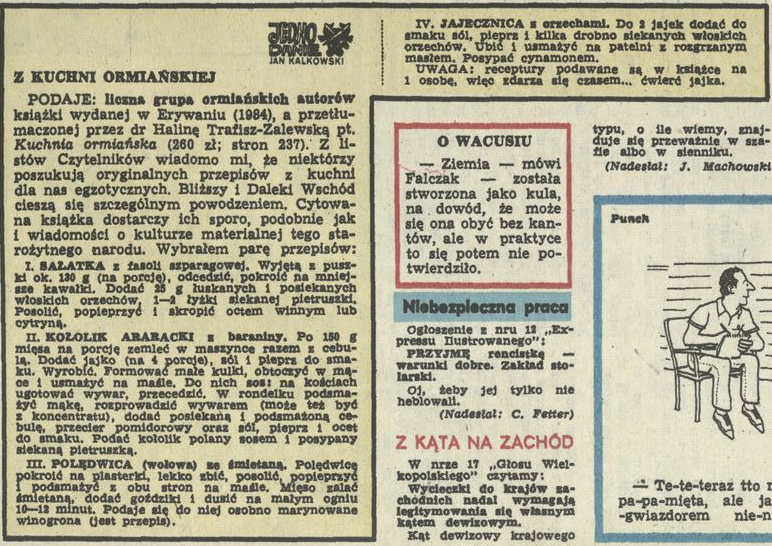 JEDNO
DANIE
JAN KALKOWSKI
Z KUCHNI ORMIAŃSKIEJ
PODAJE: liczna grupa ormiańskich autorów
książki wydanej w Erywaniu (1984), a przetłu-
maczonej przez dr Halinę Trafisz-Zalewską pt.
Kuchnia ormiańska (260 zł; stron 237). Z li-
stów Czytelników wiadomo mi, że niektórzy
poszukują oryginalnych przepisów z kuchni
dla nas egzotycznych. Bliższy i Daleki Wschód
cieszą się szczególnym powodzeniem. Cytowa-
na książka dostarczy ich sporo, podobnie jak
i wiadomości o kulturze materialnej tego sta-
rożytnego narodu. Wybrałem parę przepisów:
I. SAŁATKA z fasoli szparagowej. Wyjętą z pusz-
ki ok. 130 g (na porcję), odcedzić, pokroić na mniej-
sze kawałki. Dodać 25 g łuskanych i posiekanych
włoskich orzechów, 1—2 łyżki siekanej pietruszki.
Posolić, popieprzyć i skropić octem winnym lub
cytryną.
II. KOŁOLIK ARARACKI z baraniny. Po 150 g
mięsa na porcję zemleć w maszynce razem z cebu-
lą. Dodać jajko (na 4 porcje), sól i pieprz do sma-
ku. Wyrobić. Formować małe kulki, obtoczyć w mą-
ce i usmażyć na maśle. Do nich sos: na kościach
ugotować wywar, przecedzić. W rondelku podsma-
żyć mąkę, rozprowadzić wywarem (może też być
z koncentratu), dodać posiekaną i podsmażoną ce-
bulę, przecier pomidorowy oraz sól, pieprz i ocet
do smaku. Podać kołolik polany sosem i posypany
siekaną pietruszką.
III. POLĘDWICA (wołowa) ze śmietaną. Polędwicę
pokroić na plasterki, lekko zbić, posolić, popieprzyć
i podsmażyć z obu stron na maśle. Mięso zalać
śmietaną, dodać goździki i dusić na małym ogniu
10—12 minut. Podaje się do niej osobno marynowane
winogrona (jest przepis).
IV. JAJECZNICA z orzechami. Do 2 jajek dodać do
smaku sól, pieprz i kilka drobno siekanych włoskich
orzechów. Ubić i usmażyć na patelni z rozgrzanym
masłem. Posypać cynamonem.
UWAGA: receptury podawane są w książce na
1 osobę, więc zdarza się czasem... ćwierć jajka.
O WACUSIU
— Ziemia — mówi
Falczak — została
stworzona jako kula,
na dowód, że może
się ona obyć bez kan-
tów, ale w praktyce
to się potem nie po-
twierdziło.
Niebezpieczna praca
Ogłoszenie z nru 12 „Ex-
pressu Ilustrowanego":
PRZYJMĘ rencistkę —
warunki dobre. Zakład sto-
larski.
Oj, żeby jej tylko nie
heblowali.
(Nadesłał: C. Fetter)
Z KĄTA NA ZACHÓD
W nrze 17 „Głosu Wiel-
kopolskiego" czytamy:
Wycieczki do krajów za-
chodnich nadal wymagają
legitymowania się własnym
kątem dewizowym.
Kąt dewizowy krajowego
typu, o ile wiemy, znaj-
duje się przeważnie w sza-
fie albo w sienniku.
(Nadesłał: J. Machowski
Punch
— Te-te-teraz tto
pa-pa-mięta, ale ja
-gwiazdorem nie-n